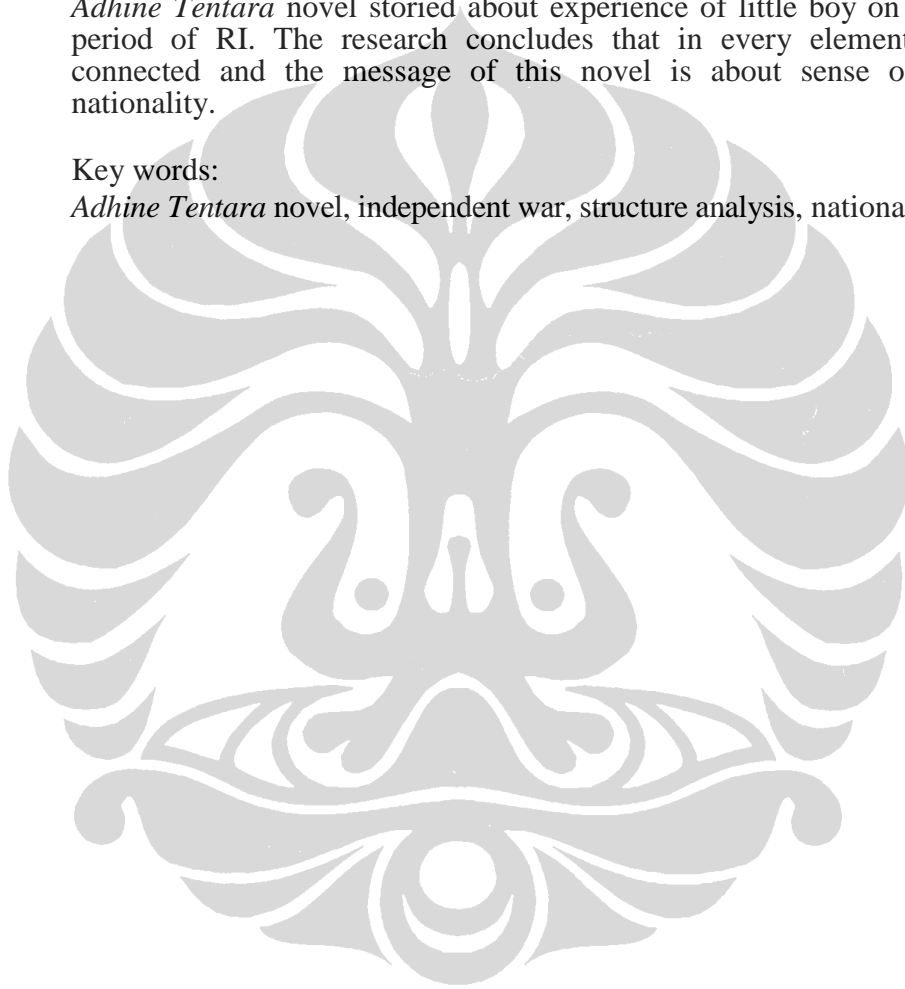 Adhine Tentara novel storied about experience of little boy on
period of RI. The research concludes that in every element
connected and the message of this novel is about sense o
nationality.
Key words:
Adhine Tentara novel, independent war, structure analysis, nationa